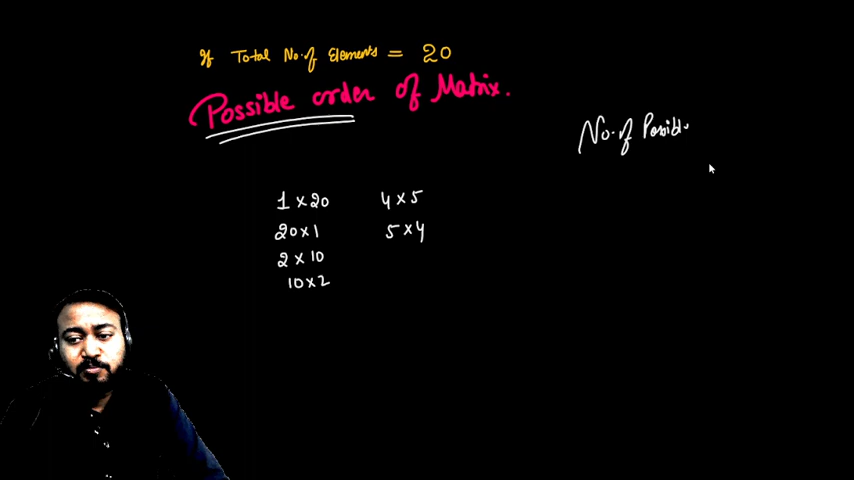 If Total No. of Elements = 20
Possible order of Matrix.
No. of Possible
1 × 20
20 × 1
2 × 10
10 × 2
4 × 5
5 × 4